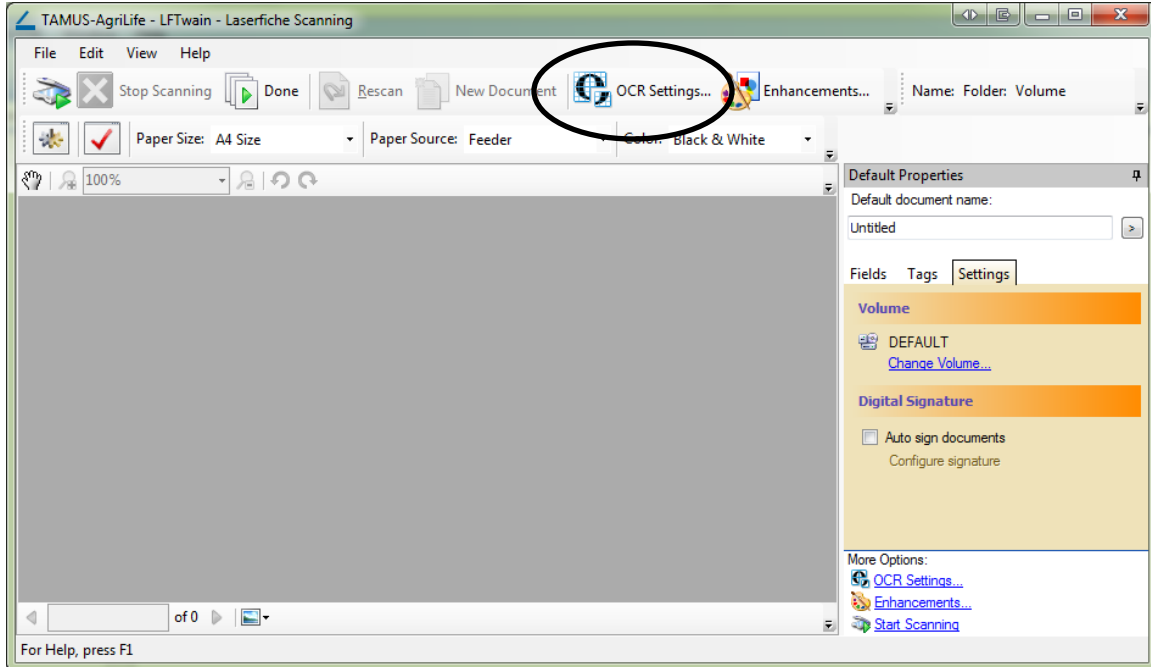 TAMUS-AgriLife - LFTwain - Laserfiche Scanning
File Edit View Help
Stop Scanning Done Rescan New Document OCR Settings... Enhancements... Name: Folder: Volume
Paper Size: A4 Size Paper Source: Feeder Color: Black & White
100%
Default Properties
Default document name:
Untitled
>
Fields Tags Settings
Volume
DEFAULT
Change Volume...
Digital Signature
Auto sign documents
Configure signature
More Options:
OCR Settings...
Enhancements...
Start Scanning
of 0
For Help, press F1